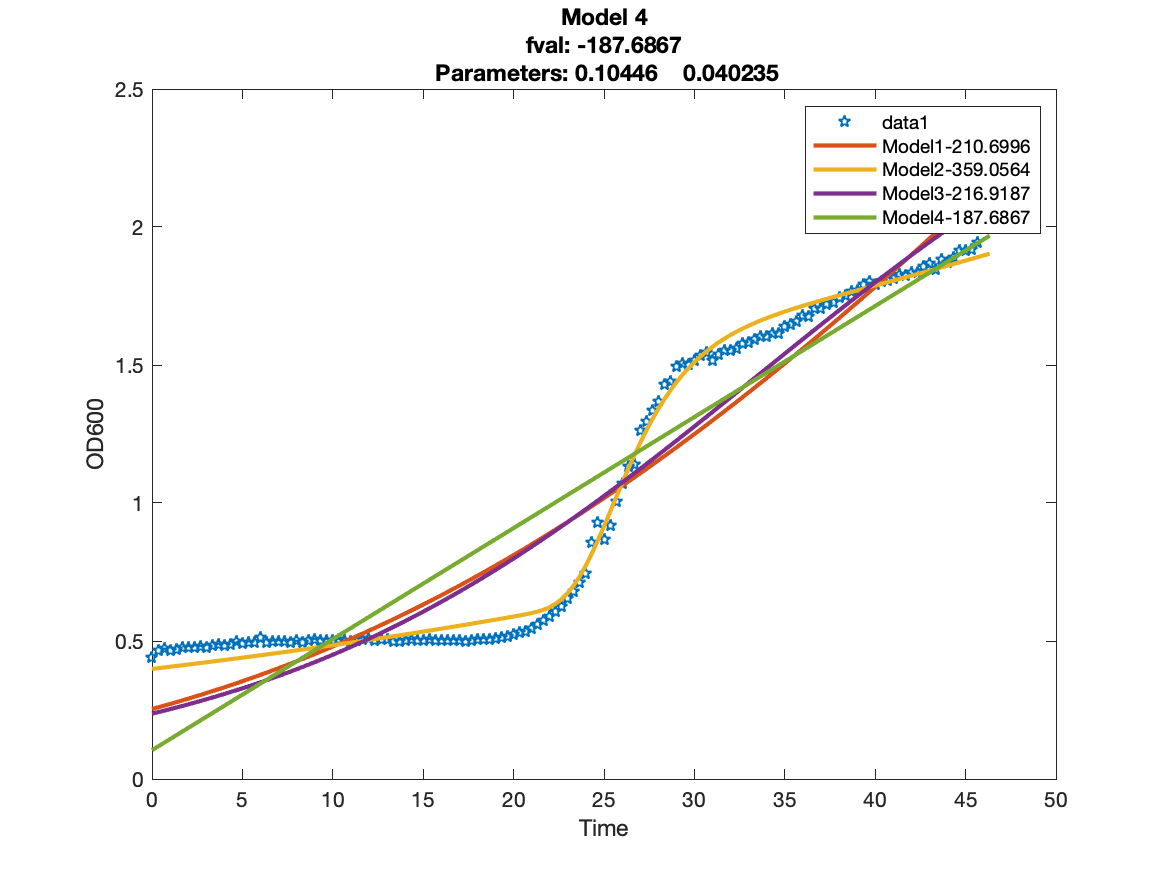 Model 4
fval: -187.6867
Parameters: 0.10446 0.040235
2.5
2
1.5
1
0.5
0
OD600
data1
Model1-210.6996
Model2-359.0564
Model3-216.9187
Model4-187.6867
0 5 10 15 20 25 30 35 40 45 50
Time